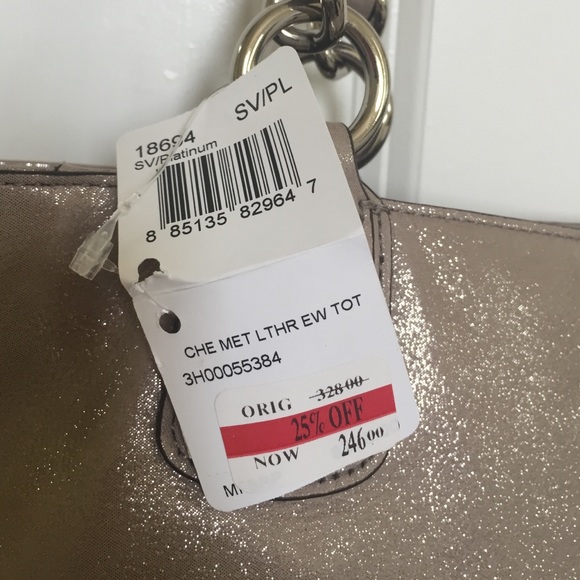 18694 SV/PL
SV/Platinum
8 85135 82964 7
CHE MET LTHR EW TOT
3H00055384
ORIG 328 00
25% OFF
NOW 246 00